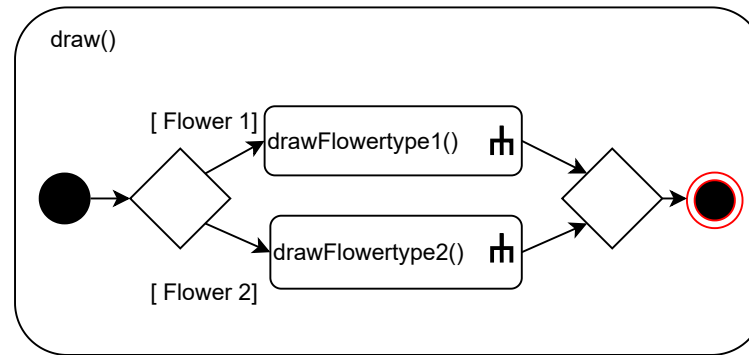 draw()
[ Flower 1]
drawFlowertype1()
drawFlowertype2()
[ Flower 2]